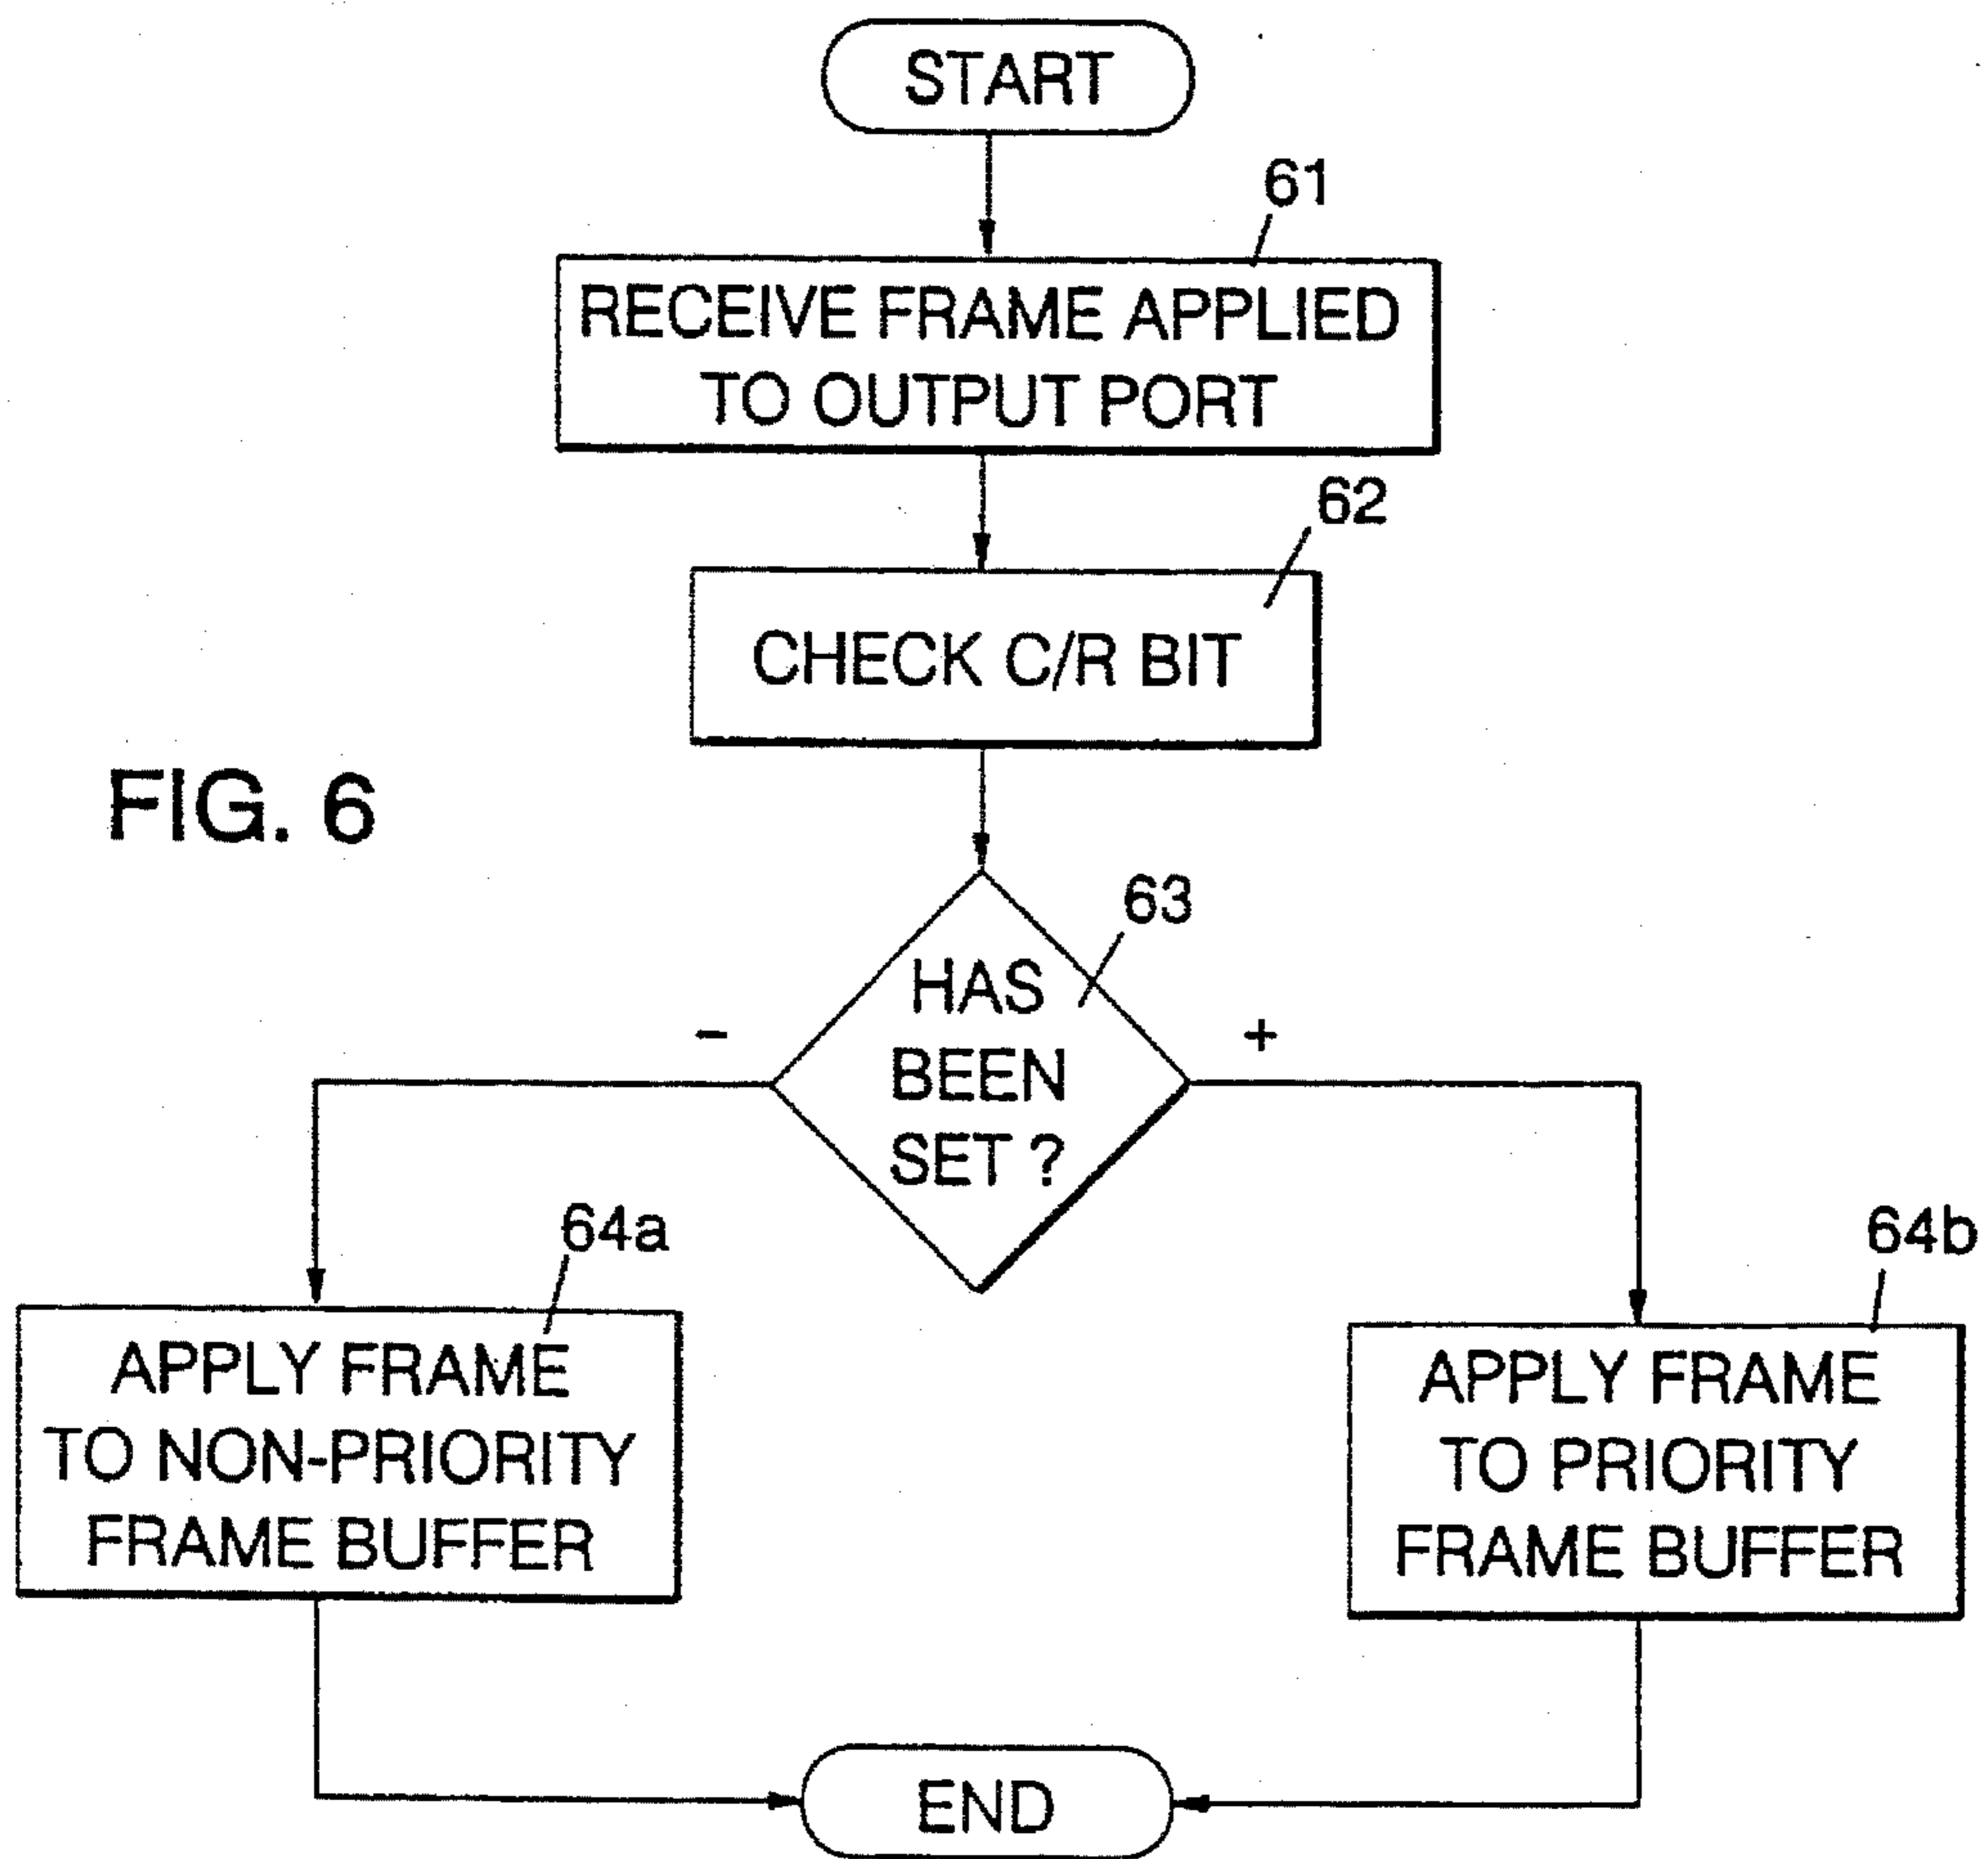 START
61
RECEIVE FRAME APPLIED
TO OUTPUT PORT
62
CHECK C/R BIT
FIG. 6
63
HAS
BEEN
SET ?
-
+
64a
APPLY FRAME
TO NON-PRIORITY
FRAME BUFFER
64b
APPLY FRAME
TO PRIORITY
FRAME BUFFER
END